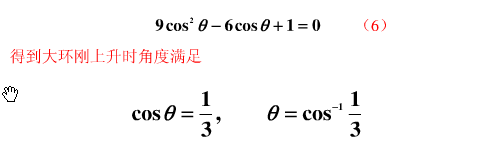 9cos² θ − 6cos θ + 1 = 0 （6）
得到大环刚上升时角度满足
cos θ = 1/3, θ = cos⁻¹ 1/3